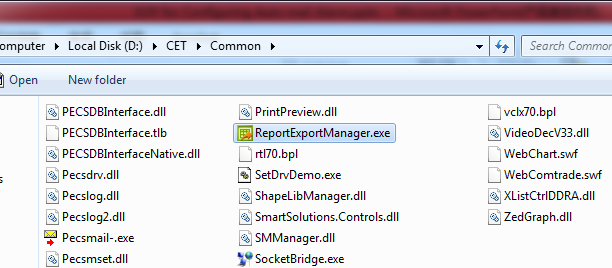 omputer ▸ Local Disk (D:) ▸ CET ▸ Common ▸
Search Commo
Open New folder
PECSDBInterface.dll
PECSDBInterface.tlb
PECSDBInterfaceNative.dll
Pecsdrv.dll
Pecslog.dll
Pecslog2.dll
Pecsmail-.exe
Pecsmset.dll
PrintPreview.dll
ReportExportManager.exe
rtl70.bpl
SetDrvDemo.exe
ShapeLibManager.dll
SmartSolutions.Controls.dll
SMManager.dll
SocketBridge.exe
vclx70.bpl
VideoDecV33.dll
WebChart.swf
WebComtrade.swf
XListCtrlDDRA.dll
ZedGraph.dll